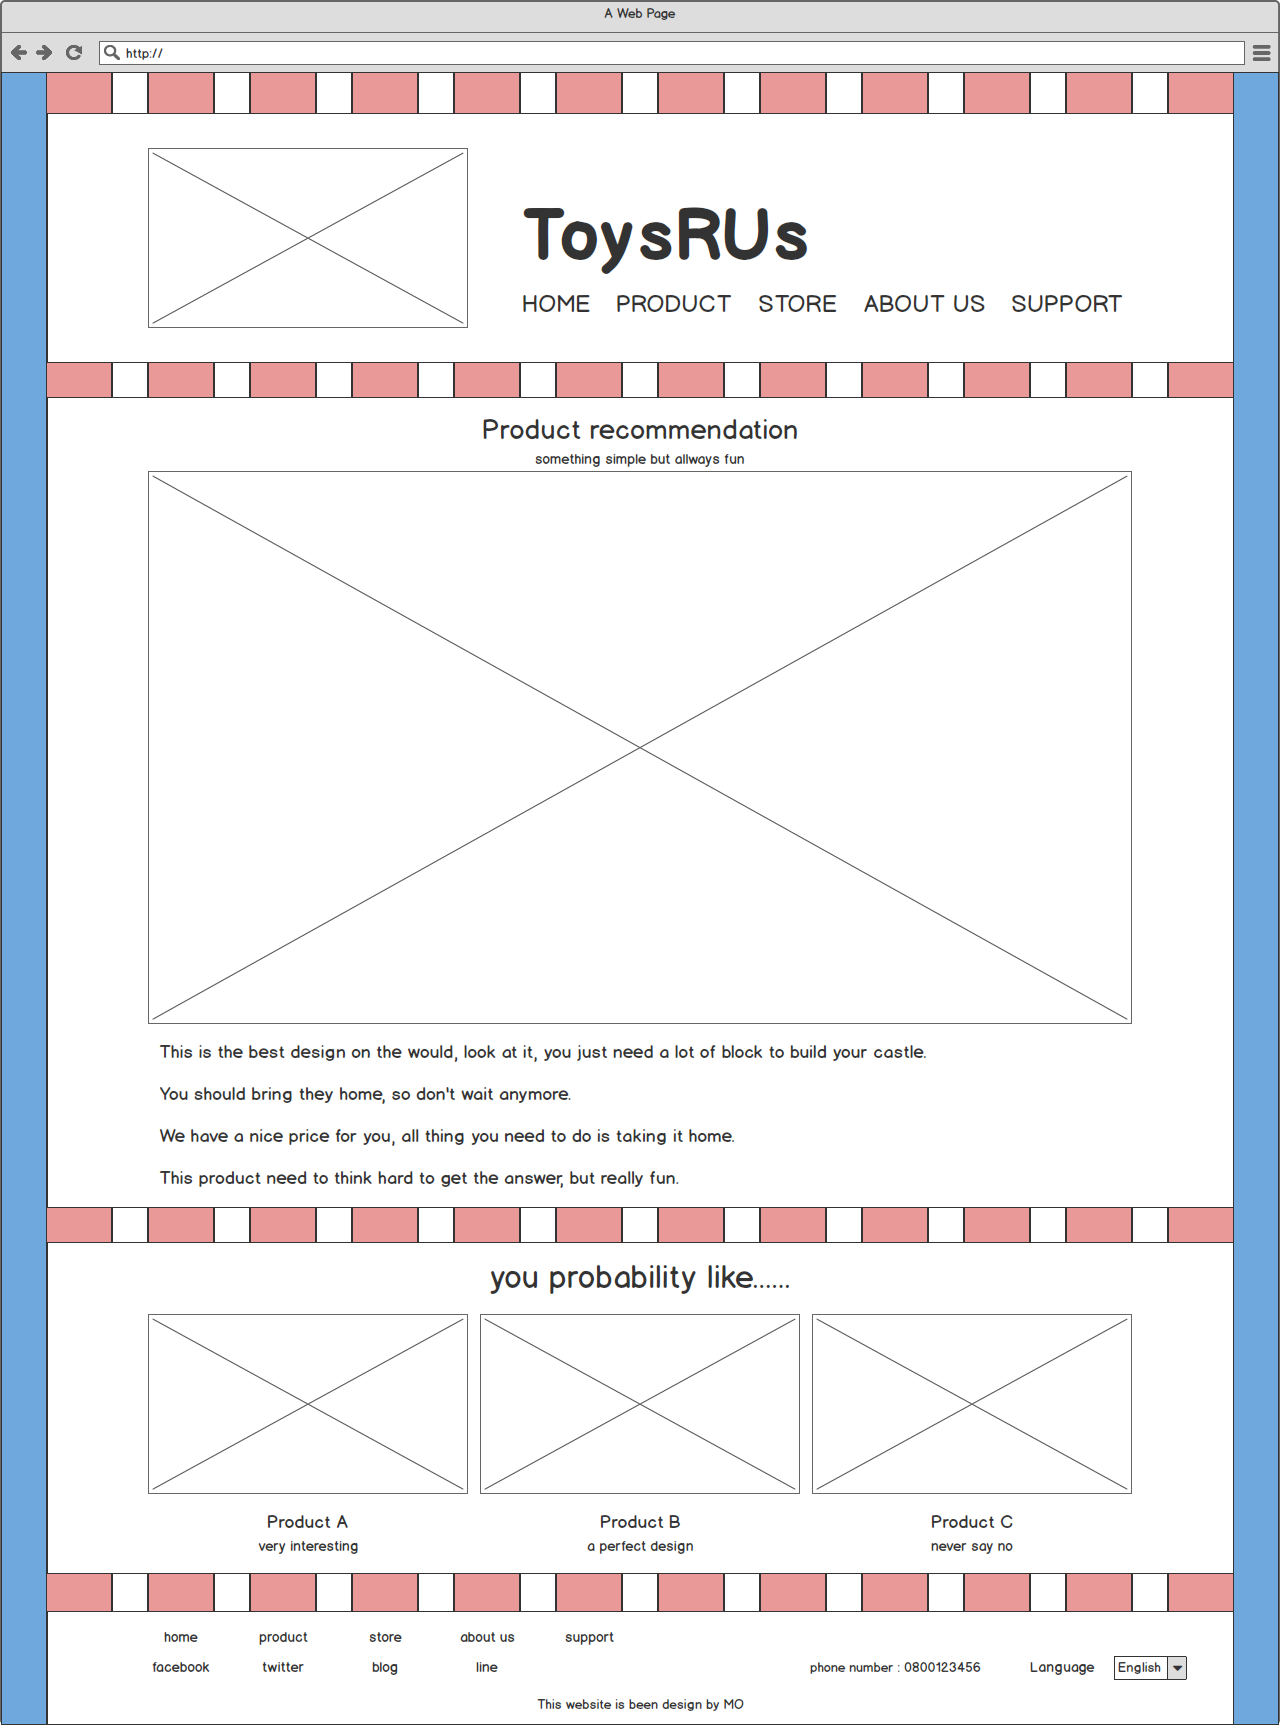 A Web Page
http://
ToysRUs
HOME PRODUCT STORE ABOUT US SUPPORT
Product recommendation
something simple but allways fun
This is the best design on the would, look at it, you just need a lot of block to build your castle.
You should bring they home, so don't wait anymore.
We have a nice price for you, all thing you need to do is taking it home.
This product need to think hard to get the answer, but really fun.
you probability like......
Product A Product B Product C
very interesting a perfect design never say no
home product store about us support
facebook twitter blog line phone number : 0800123456 Language English
This website is been design by MO